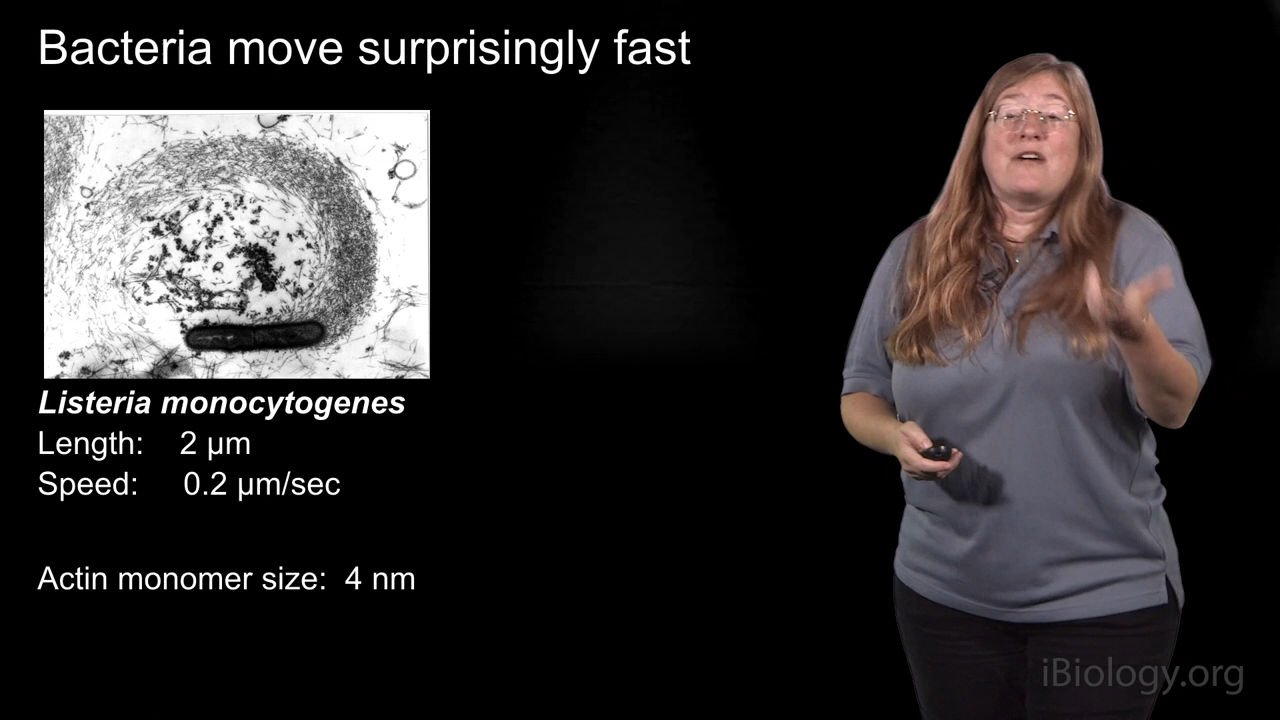 Bacteria move surprisingly fast
Listeria monocytogenes
Length: 2 μm
Speed: 0.2 μm/sec
Actin monomer size: 4 nm
iBiology.org